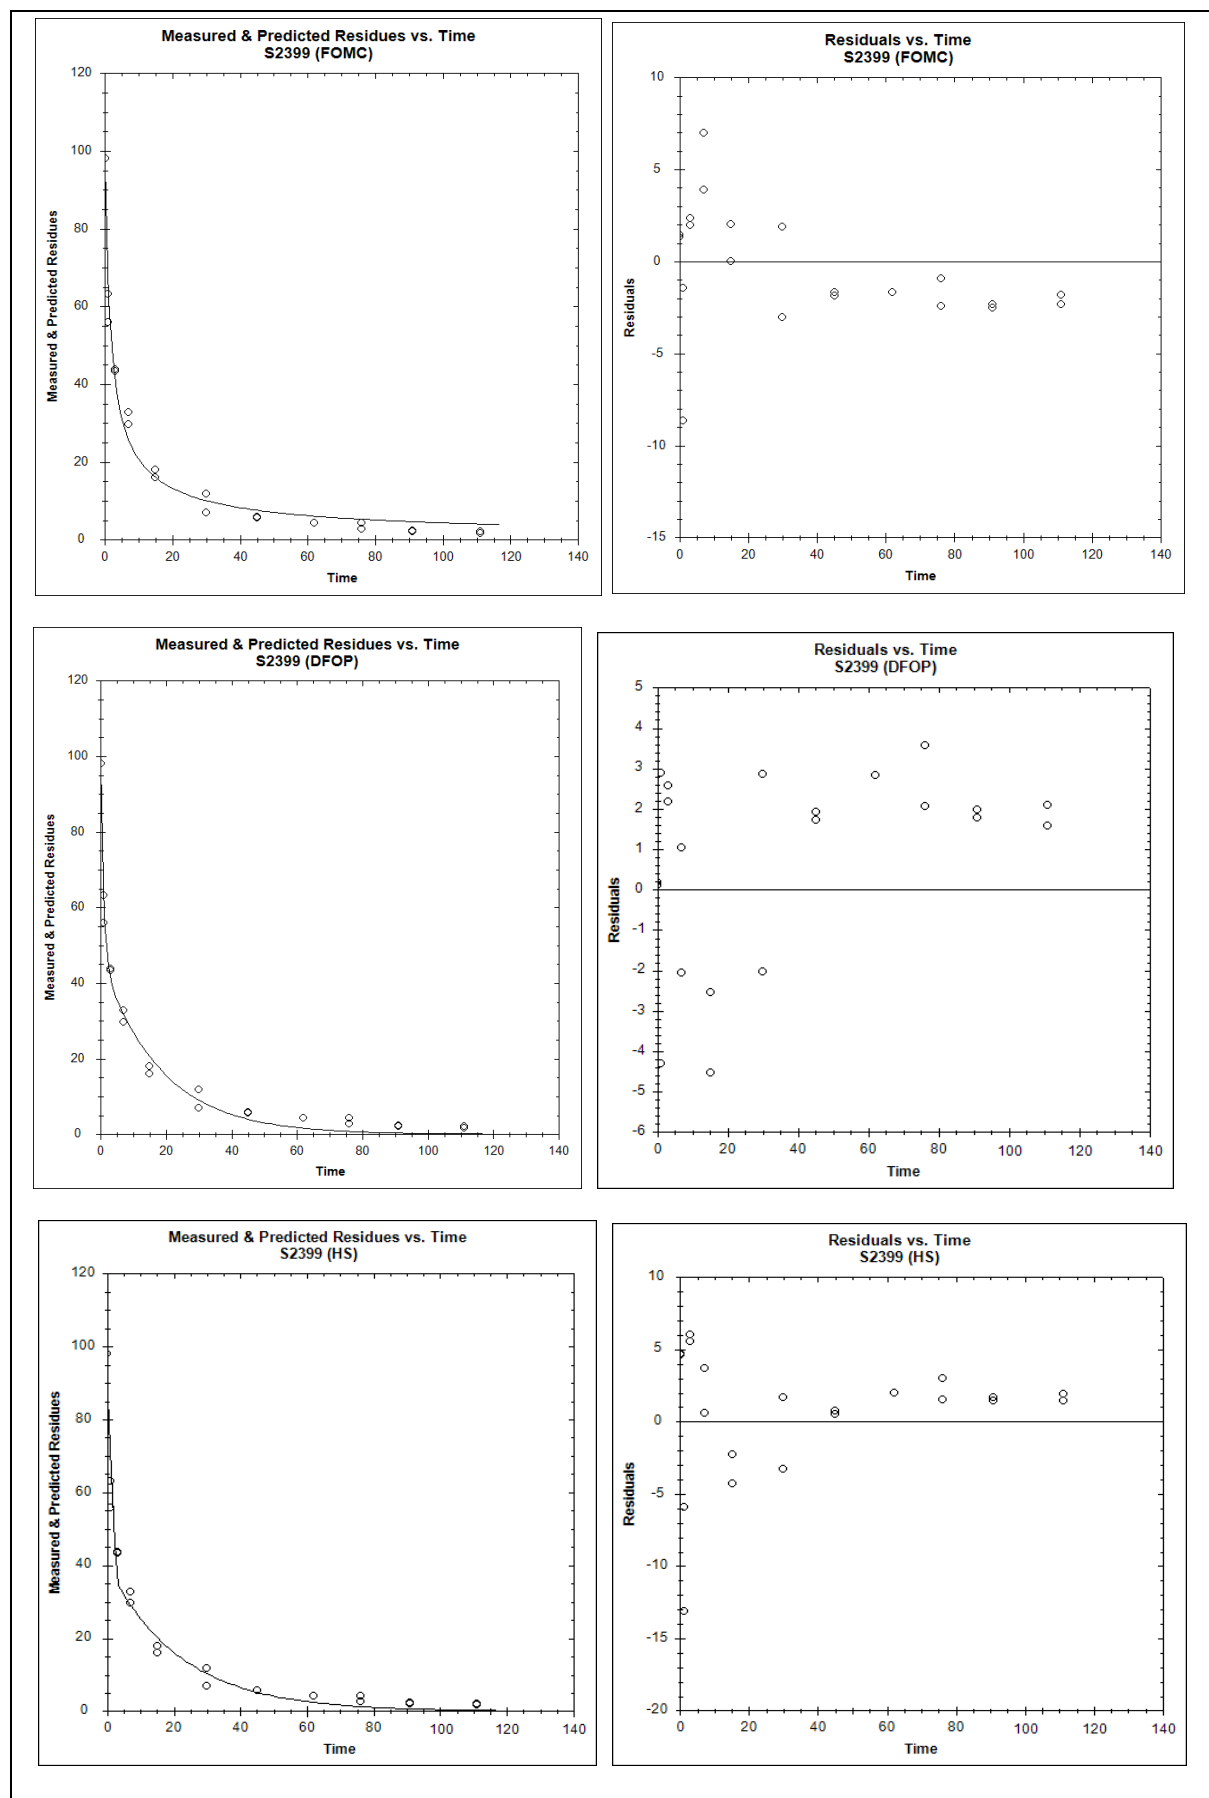 Measured & Predicted Residues vs. Time
S2399 (FOMC)
120
100
80
60
40
20
0
0 20 40 60 80 100 120 140
Measured & Predicted Residues
Time
Residuals vs. Time
S2399 (FOMC)
10
5
0
-5
-10
-15
0 20 40 60 80 100 120 140
Residuals
Time
Measured & Predicted Residues vs. Time
S2399 (DFOP)
120
100
80
60
40
20
0
0 20 40 60 80 100 120 140
Measured & Predicted Residues
Time
Residuals vs. Time
S2399 (DFOP)
5
4
3
2
1
0
-1
-2
-3
-4
-5
-6
0 20 40 60 80 100 120 140
Residuals
Time
Measured & Predicted Residues vs. Time
S2399 (HS)
120
100
80
60
40
20
0
0 20 40 60 80 100 120 140
Measured & Predicted Residues
Time
Residuals vs. Time
S2399 (HS)
10
5
0
-5
-10
-15
-20
0 20 40 60 80 100 120 140
Residuals
Time